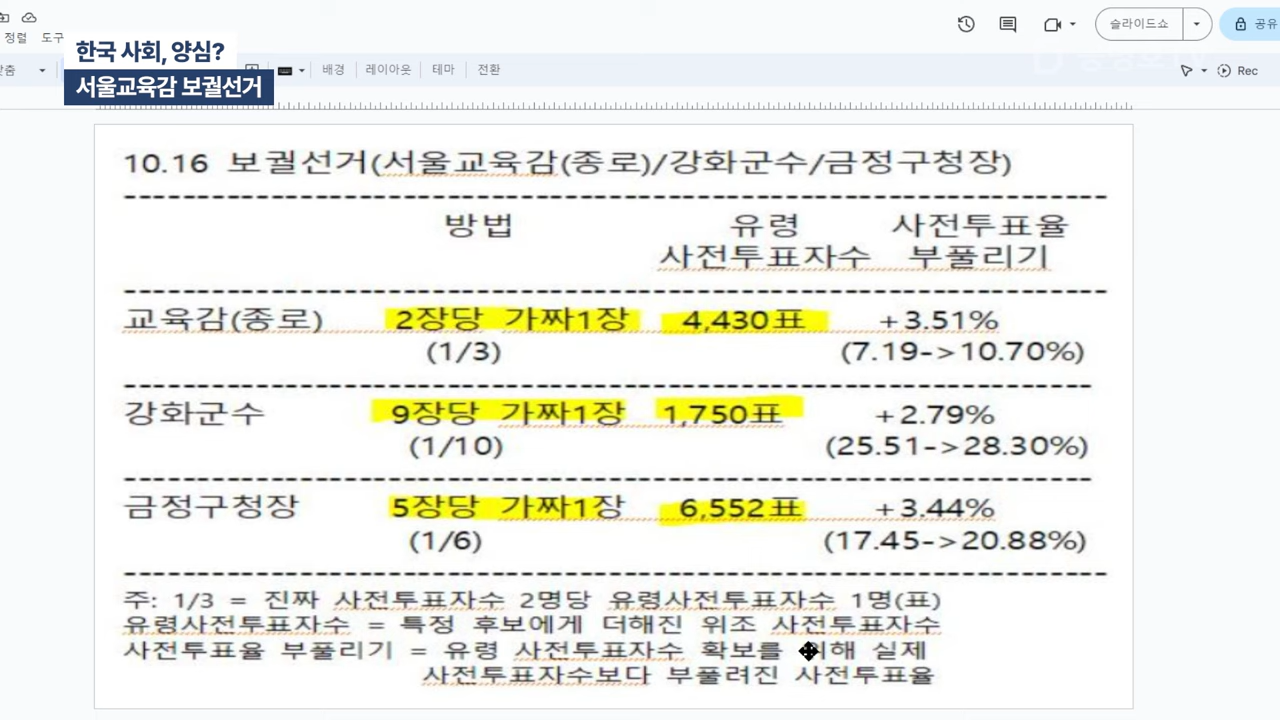 정렬
도구
슬라이드쇼
공유
한국 사회, 양심?
서울교육감 보궐선거
배경
레이아웃
테마
전환
Rec
10.16 보궐선거(서울교육감(종로)/강화군수/금정구청장)
방법 유령 사전투표율
사전투표자수 부풀리기
교육감(종로) 2장당 가짜1장 4,430표 +3.51%
(1/3) (7.19->10.70%)
강화군수 9장당 가짜1장 1,750표 +2.79%
(1/10) (25.51->28.30%)
금정구청장 5장당 가짜1장 6,552표 +3.44%
(1/6) (17.45->20.88%)
주: 1/3 = 진짜 사전투표자수 2명당 유령사전투표자수 1명(표)
유령사전투표자수 = 특정 후보에게 더해진 위조 사전투표자수
사전투표율 부풀리기 = 유령 사전투표자수 확보를 실제
사전투표자수보다 부풀려진 사전투표율